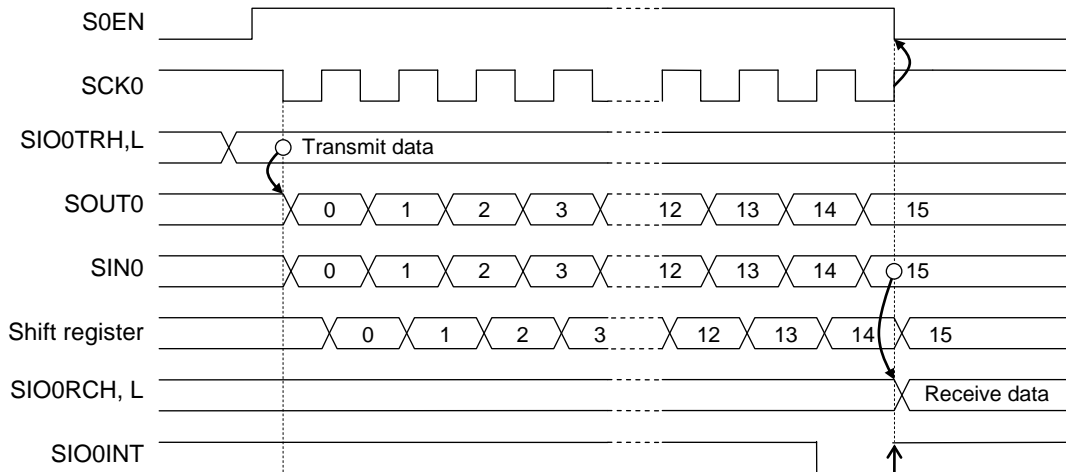 S0EN
SCK0
SIO0TRH,L Transmit data
SOUT0 0 1 2 3 12 13 14 15
SIN0 0 1 2 3 12 13 14 15
Shift register 0 1 2 3 12 13 14 15
SIO0RCH, L Receive data
SIO0INT